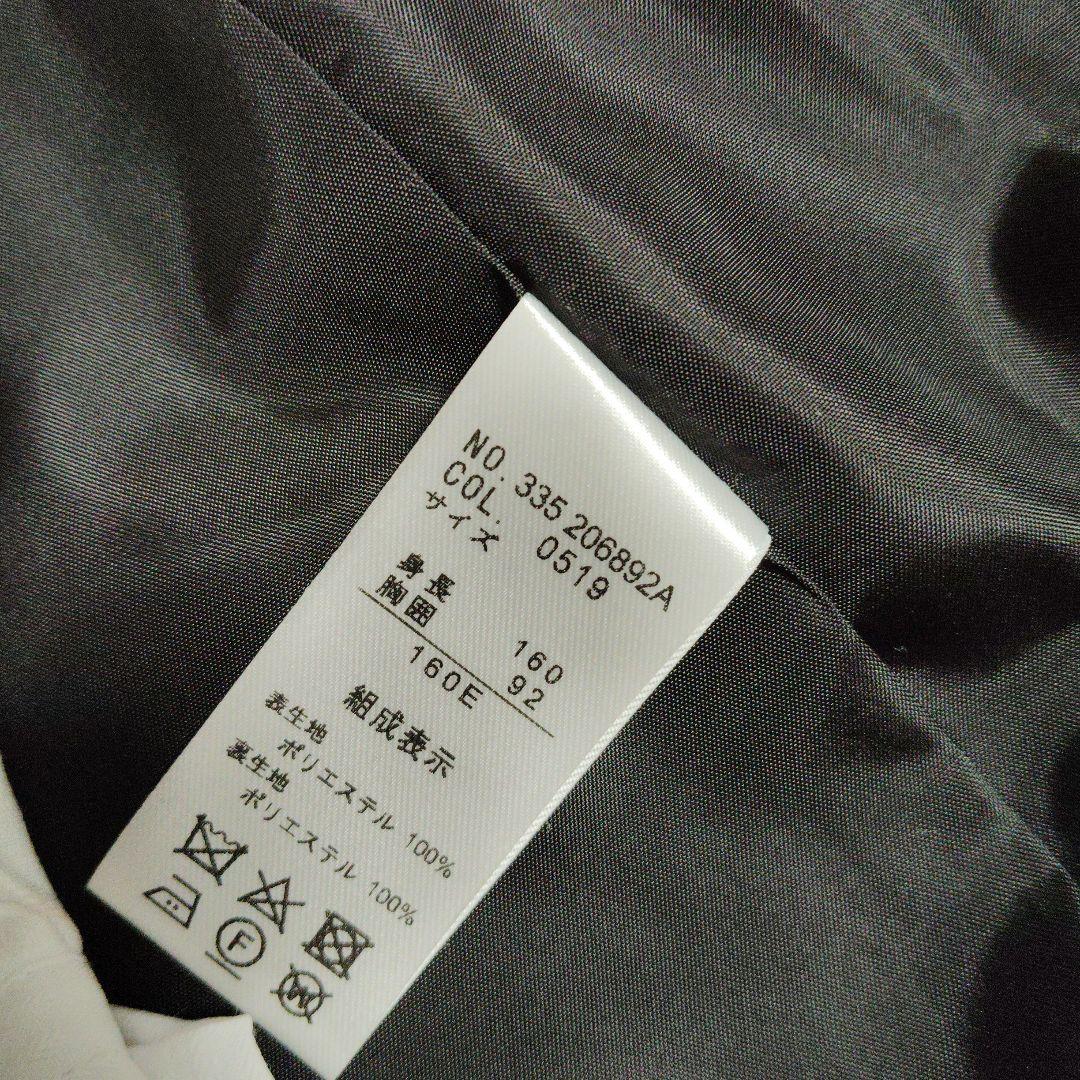 NO. 335 206892A
COL. 0519
サイズ
身長 160
胸囲 92
160E
組成表示
表生地
ポリエステル 100%
裏生地
ポリエステル 100%
F
W